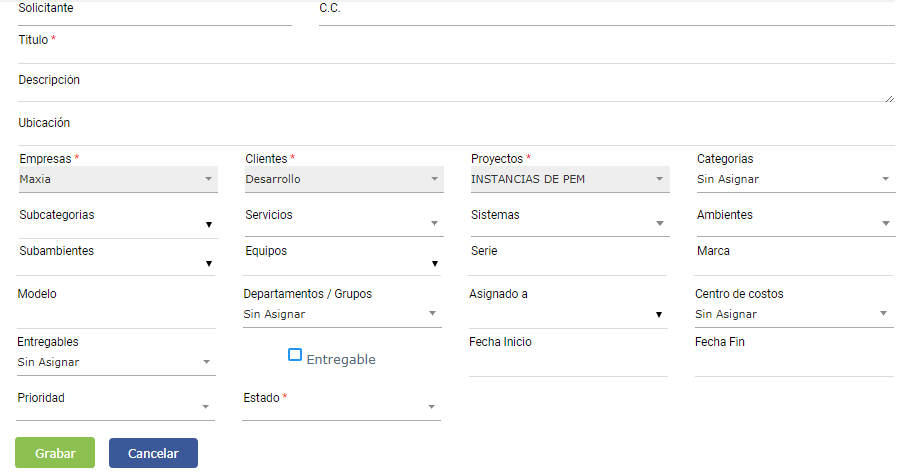 Solicitante C.C.
Titulo *
Descripción
Ubicación
Empresas * Clientes * Proyectos * Categorias
Maxia Desarrollo INSTANCIAS DE PEM Sin Asignar
Subcategorias Servicios Sistemas Ambientes
Subambientes Equipos Serie Marca
Modelo Departamentos / Grupos Asignado a Centro de costos
Sin Asignar Sin Asignar
Entregables Fecha Inicio Fecha Fin
Sin Asignar Entregable
Prioridad Estado *
Grabar Cancelar